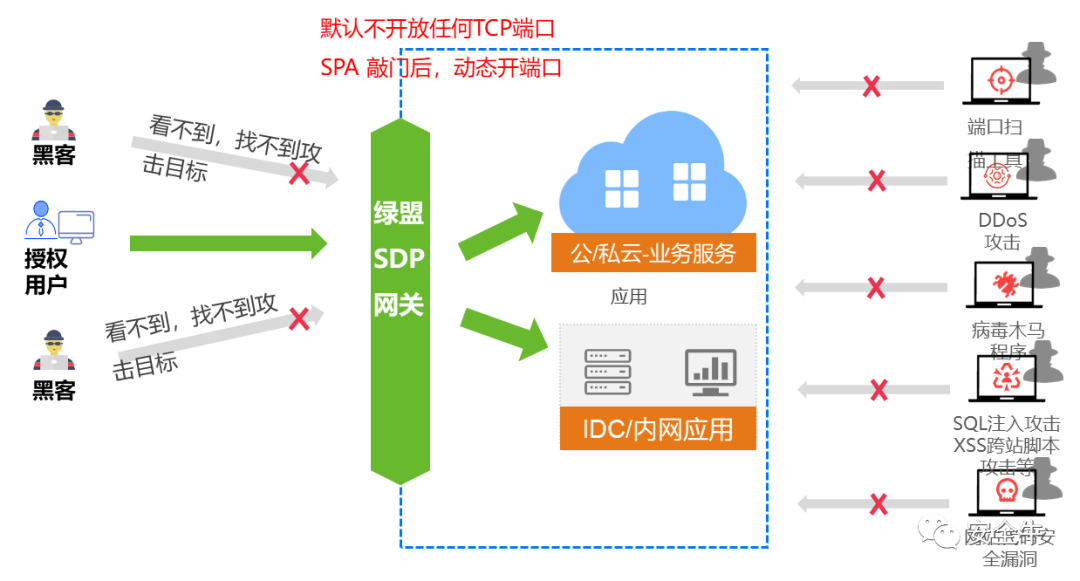 默认不开放任何TCP端口
SPA 敲门后，动态开端口
黑客
看不到，找不到攻
击目标
授权
用户
黑客
看不到，找不到攻
击目标
绿盟
SDP
网关
公/私云-业务服务
应用
IDC/内网应用
端口扫
描工具
DDoS
攻击
病毒木马
程序
SQL注入攻击
XSS跨站脚本
攻击等
安全牛
全漏洞